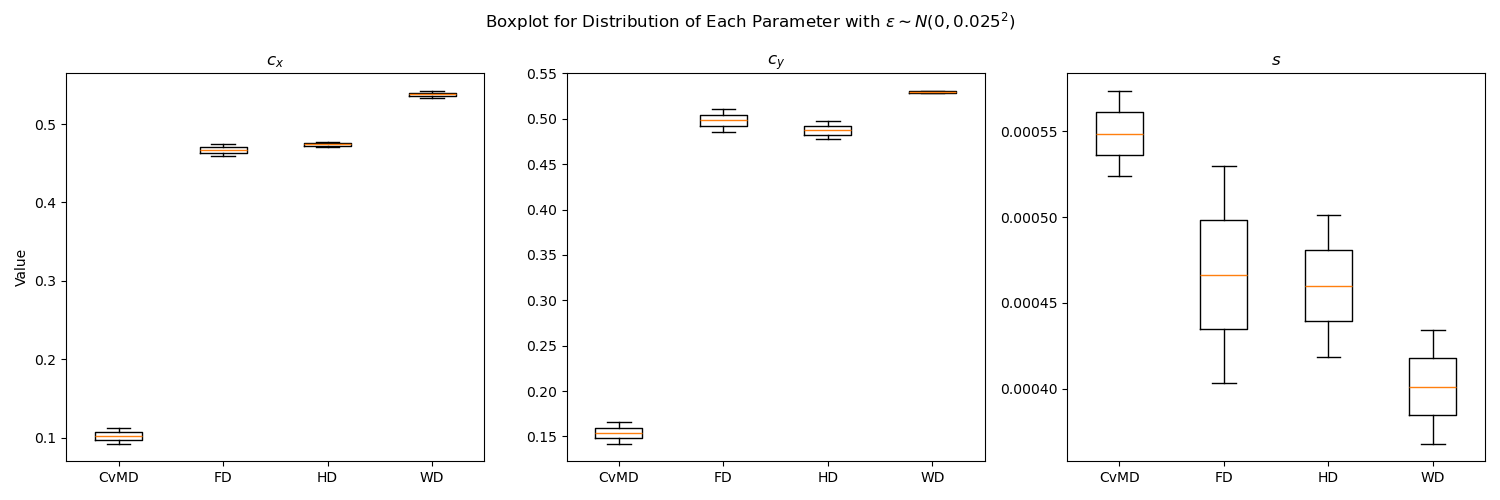 Boxplot for Distribution of Each Parameter with ε ~ N(0, 0.025²)
c_x
Value
0.5
0.4
0.3
0.2
0.1
CvMD FD HD WD
c_y
0.55
0.50
0.45
0.40
0.35
0.30
0.25
0.20
0.15
CvMD FD HD WD
s
0.00055
0.00050
0.00045
0.00040
CvMD FD HD WD